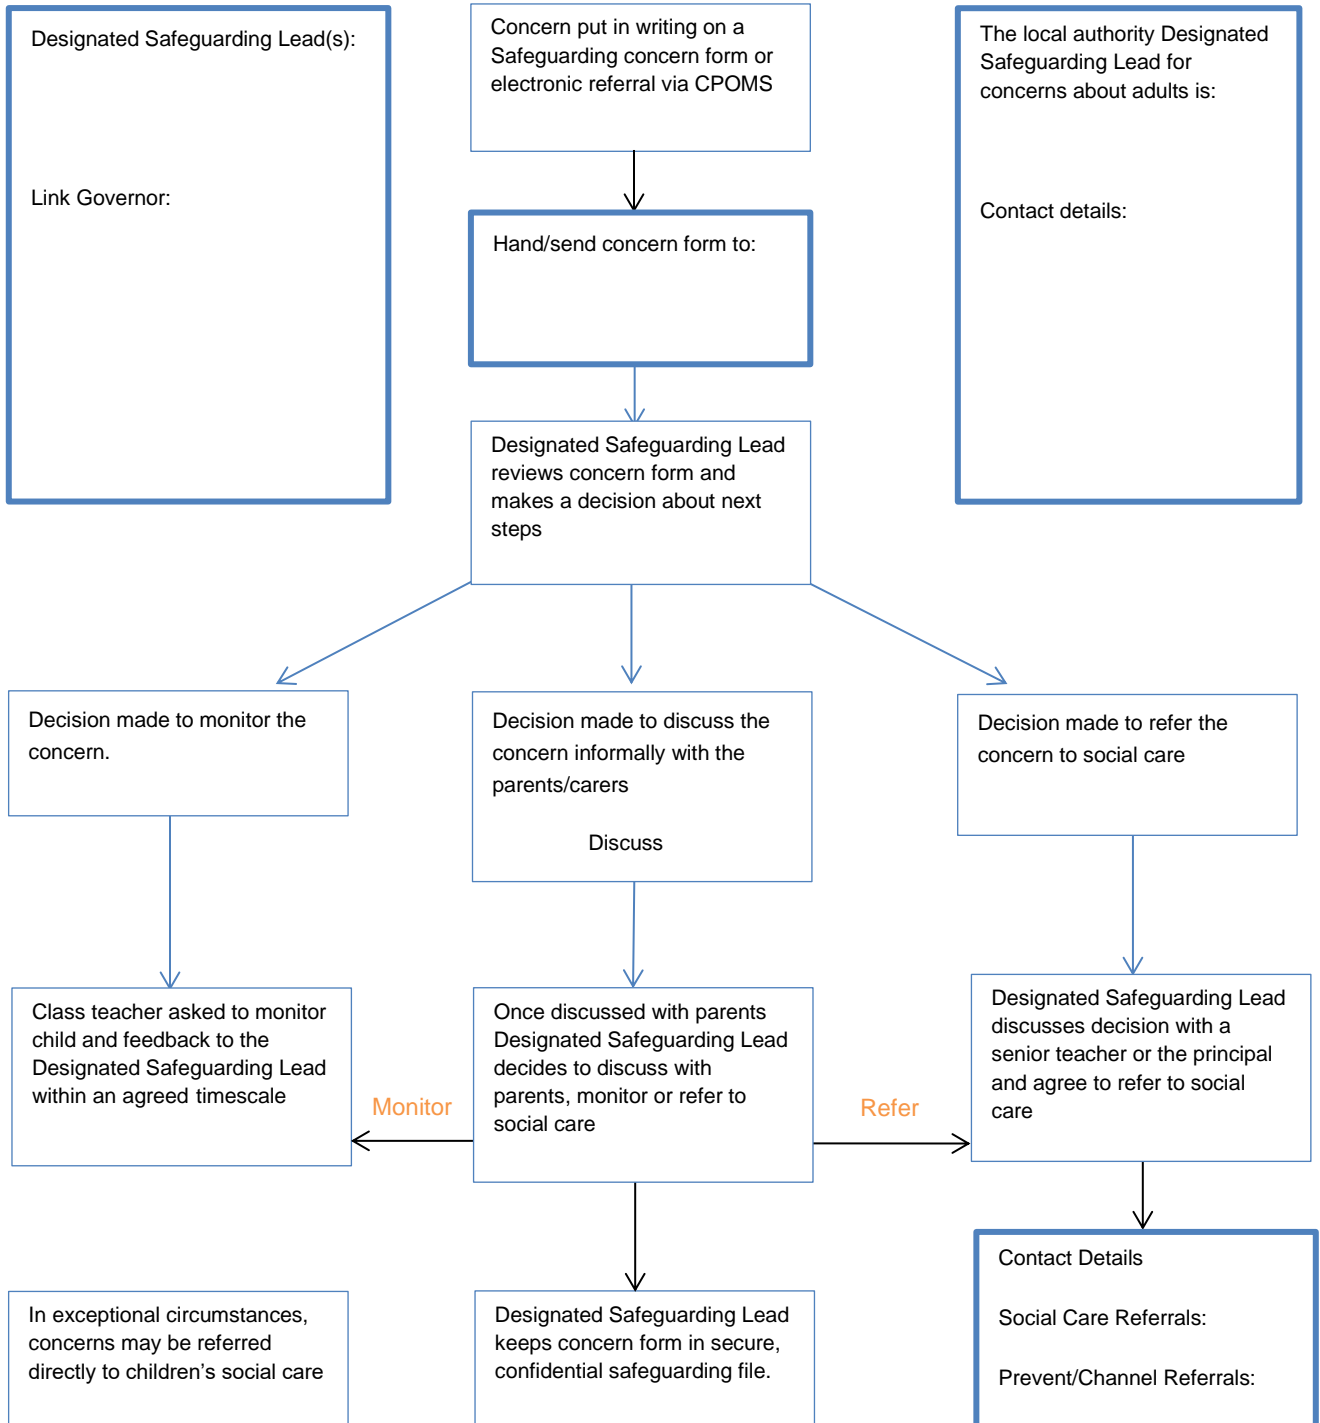 Designated Safeguarding Lead(s):
Link Governor:
Concern put in writing on a
Safeguarding concern form or
electronic referral via CPOMS
The local authority Designated
Safeguarding Lead for
concerns about adults is:
Contact details:
Hand/send concern form to:
Designated Safeguarding Lead
reviews concern form and
makes a decision about next
steps
Decision made to monitor the
concern.
Decision made to discuss the
concern informally with the
parents/carers
Discuss
Decision made to refer the
concern to social care
Class teacher asked to monitor
child and feedback to the
Designated Safeguarding Lead
within an agreed timescale
Monitor
Once discussed with parents
Designated Safeguarding Lead
decides to discuss with
parents, monitor or refer to
social care
Refer
Designated Safeguarding Lead
discusses decision with a
senior teacher or the principal
and agree to refer to social
care
In exceptional circumstances,
concerns may be referred
directly to children’s social care
Designated Safeguarding Lead
keeps concern form in secure,
confidential safeguarding file.
Contact Details
Social Care Referrals:
Prevent/Channel Referrals: